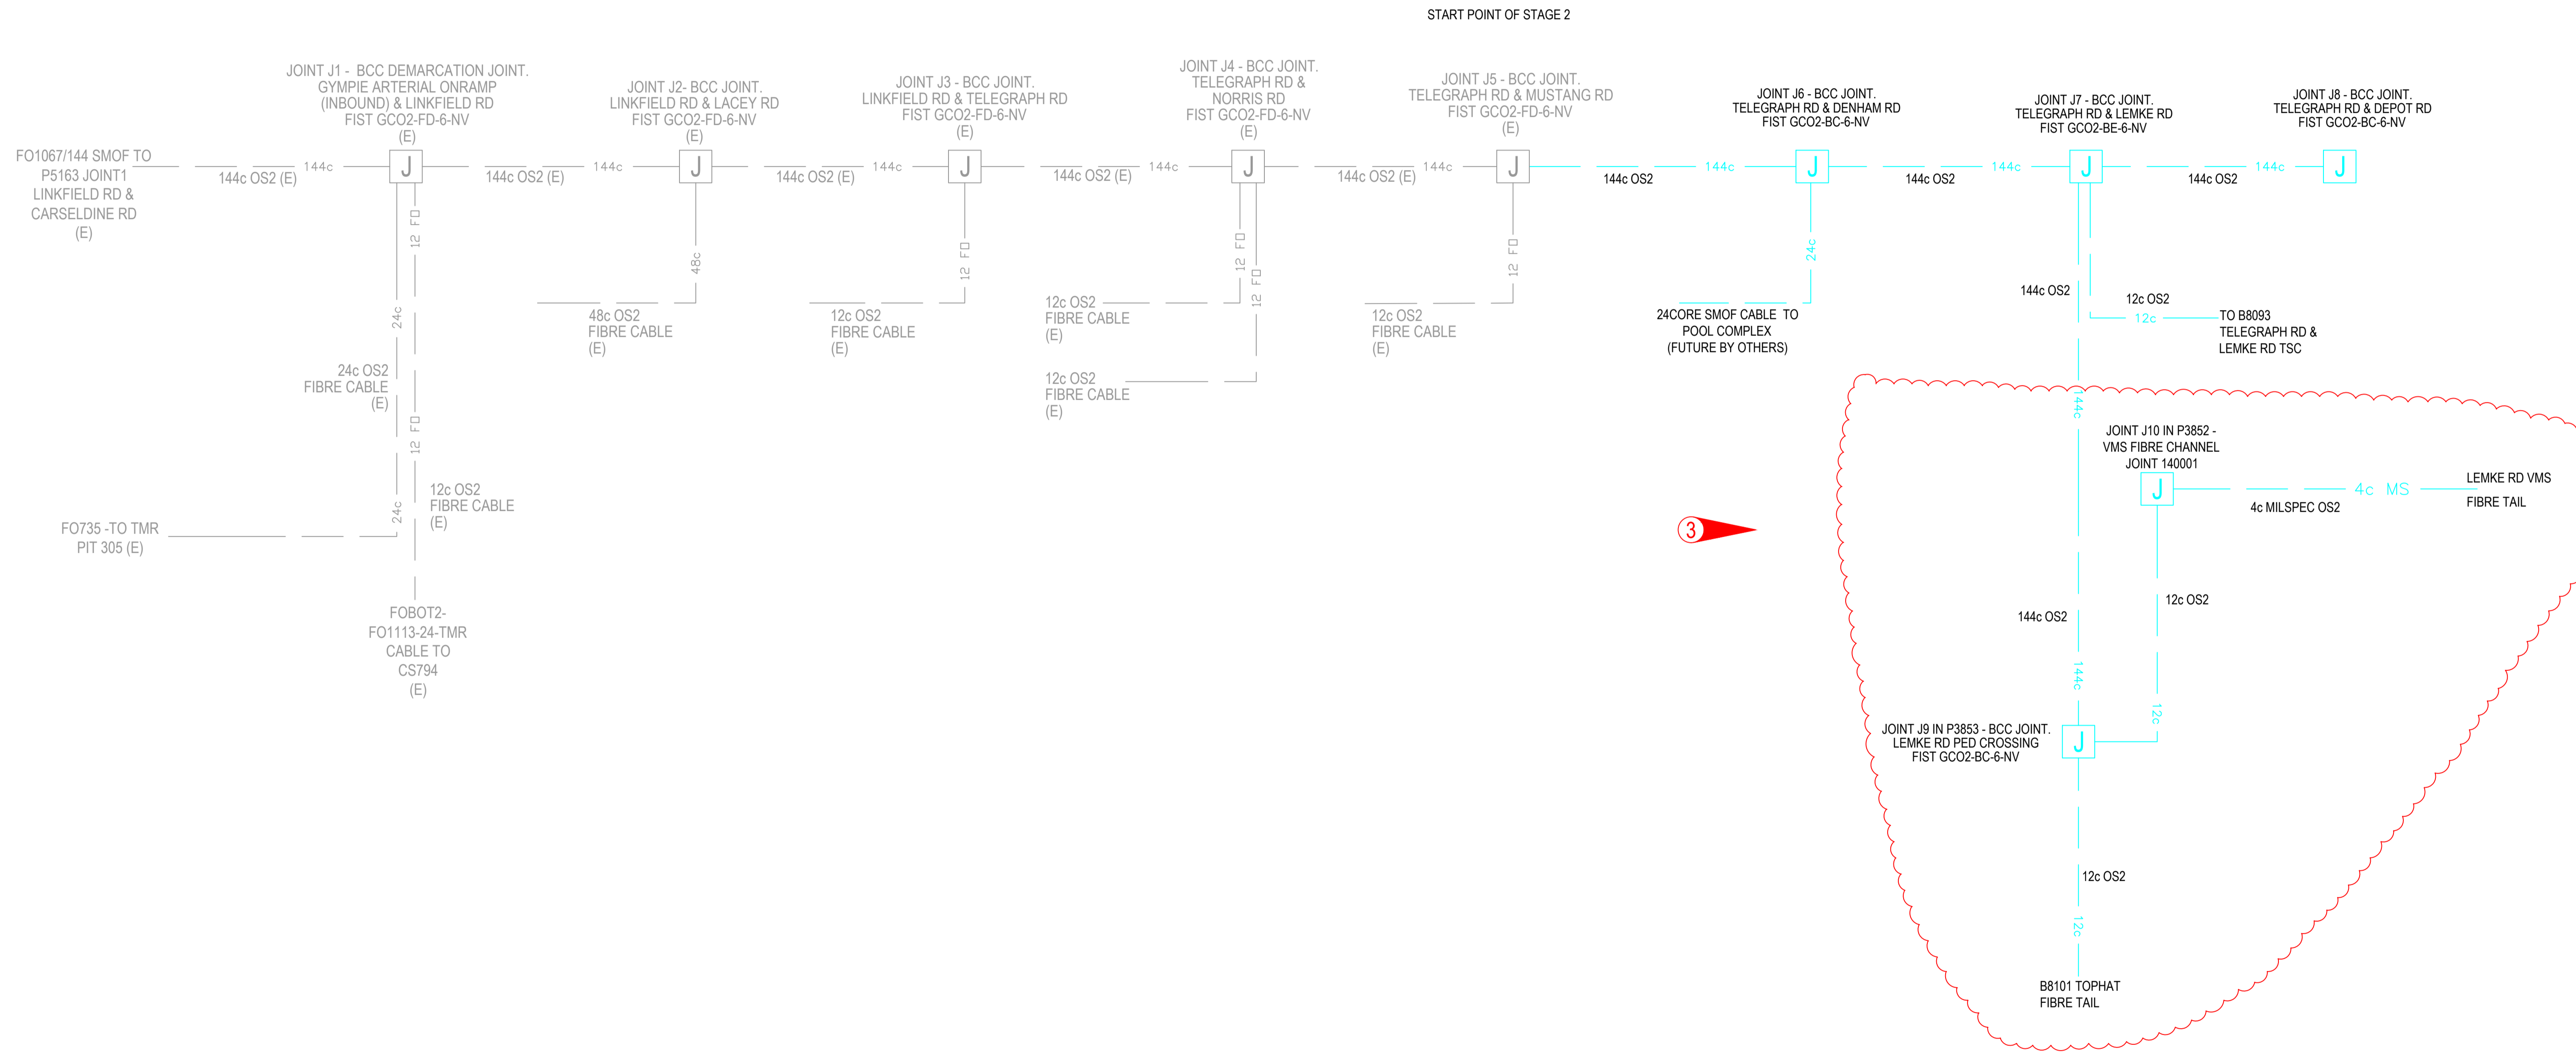 START POINT OF STAGE 2
JOINT J1 - BCC DEMARCATION JOINT.
GYMPIE ARTERIAL ONRAMP
(INBOUND) & LINKFIELD RD
FIST GCO2-FD-6-NV
(E)
JOINT J2- BCC JOINT.
LINKFIELD RD & LACEY RD
FIST GCO2-FD-6-NV
(E)
JOINT J3 - BCC JOINT.
LINKFIELD RD & TELEGRAPH RD
FIST GCO2-FD-6-NV
(E)
JOINT J4 - BCC JOINT.
TELEGRAPH RD &
NORRIS RD
FIST GCO2-FD-6-NV
(E)
JOINT J5 - BCC JOINT.
TELEGRAPH RD & MUSTANG RD
FIST GCO2-FD-6-NV
(E)
JOINT J6 - BCC JOINT.
TELEGRAPH RD & DENHAM RD
FIST GCO2-BC-6-NV
JOINT J7 - BCC JOINT.
TELEGRAPH RD & LEMKE RD
FIST GCO2-BE-6-NV
JOINT J8 - BCC JOINT.
TELEGRAPH RD & DEPOT RD
FIST GCO2-BC-6-NV
FO1067/144 SMOF TO
P5163 JOINT1
LINKFIELD RD &
CARSELDINE RD
(E)
144c
144c OS2 (E)
J
144c
144c OS2 (E)
J
144c
144c OS2 (E)
J
144c
144c OS2 (E)
J
144c
144c OS2 (E)
J
144c
144c OS2
J
144c
144c OS2
J
144c
144c OS2
J
12 FO
24c
24c OS2
FIBRE CABLE
(E)
12 FO
12c OS2
FIBRE CABLE
(E)
24c
FO735 -TO TMR
PIT 305 (E)
FOBOT2-
FO1113-24-TMR
CABLE TO
CS794
(E)
48c
48c OS2
FIBRE CABLE
(E)
12 FO
12c OS2
FIBRE CABLE
(E)
12 FO
12 FO
12c OS2
FIBRE CABLE
(E)
12c OS2
FIBRE CABLE
(E)
12 FO
12c OS2
FIBRE CABLE
(E)
24c
24CORE SMOF CABLE TO
POOL COMPLEX
(FUTURE BY OTHERS)
144c OS2
12c OS2
12c
TO B8093
TELEGRAPH RD &
LEMKE RD TSC
144c
JOINT J10 IN P3852 -
VMS FIBRE CHANNEL
JOINT 140001
J
4c MS
4c MILSPEC OS2
LEMKE RD VMS
FIBRE TAIL
3
12c OS2
144c OS2
144c
12c
JOINT J9 IN P3853 - BCC JOINT.
LEMKE RD PED CROSSING
FIST GCO2-BC-6-NV
J
12c OS2
12c
B8101 TOPHAT
FIBRE TAIL